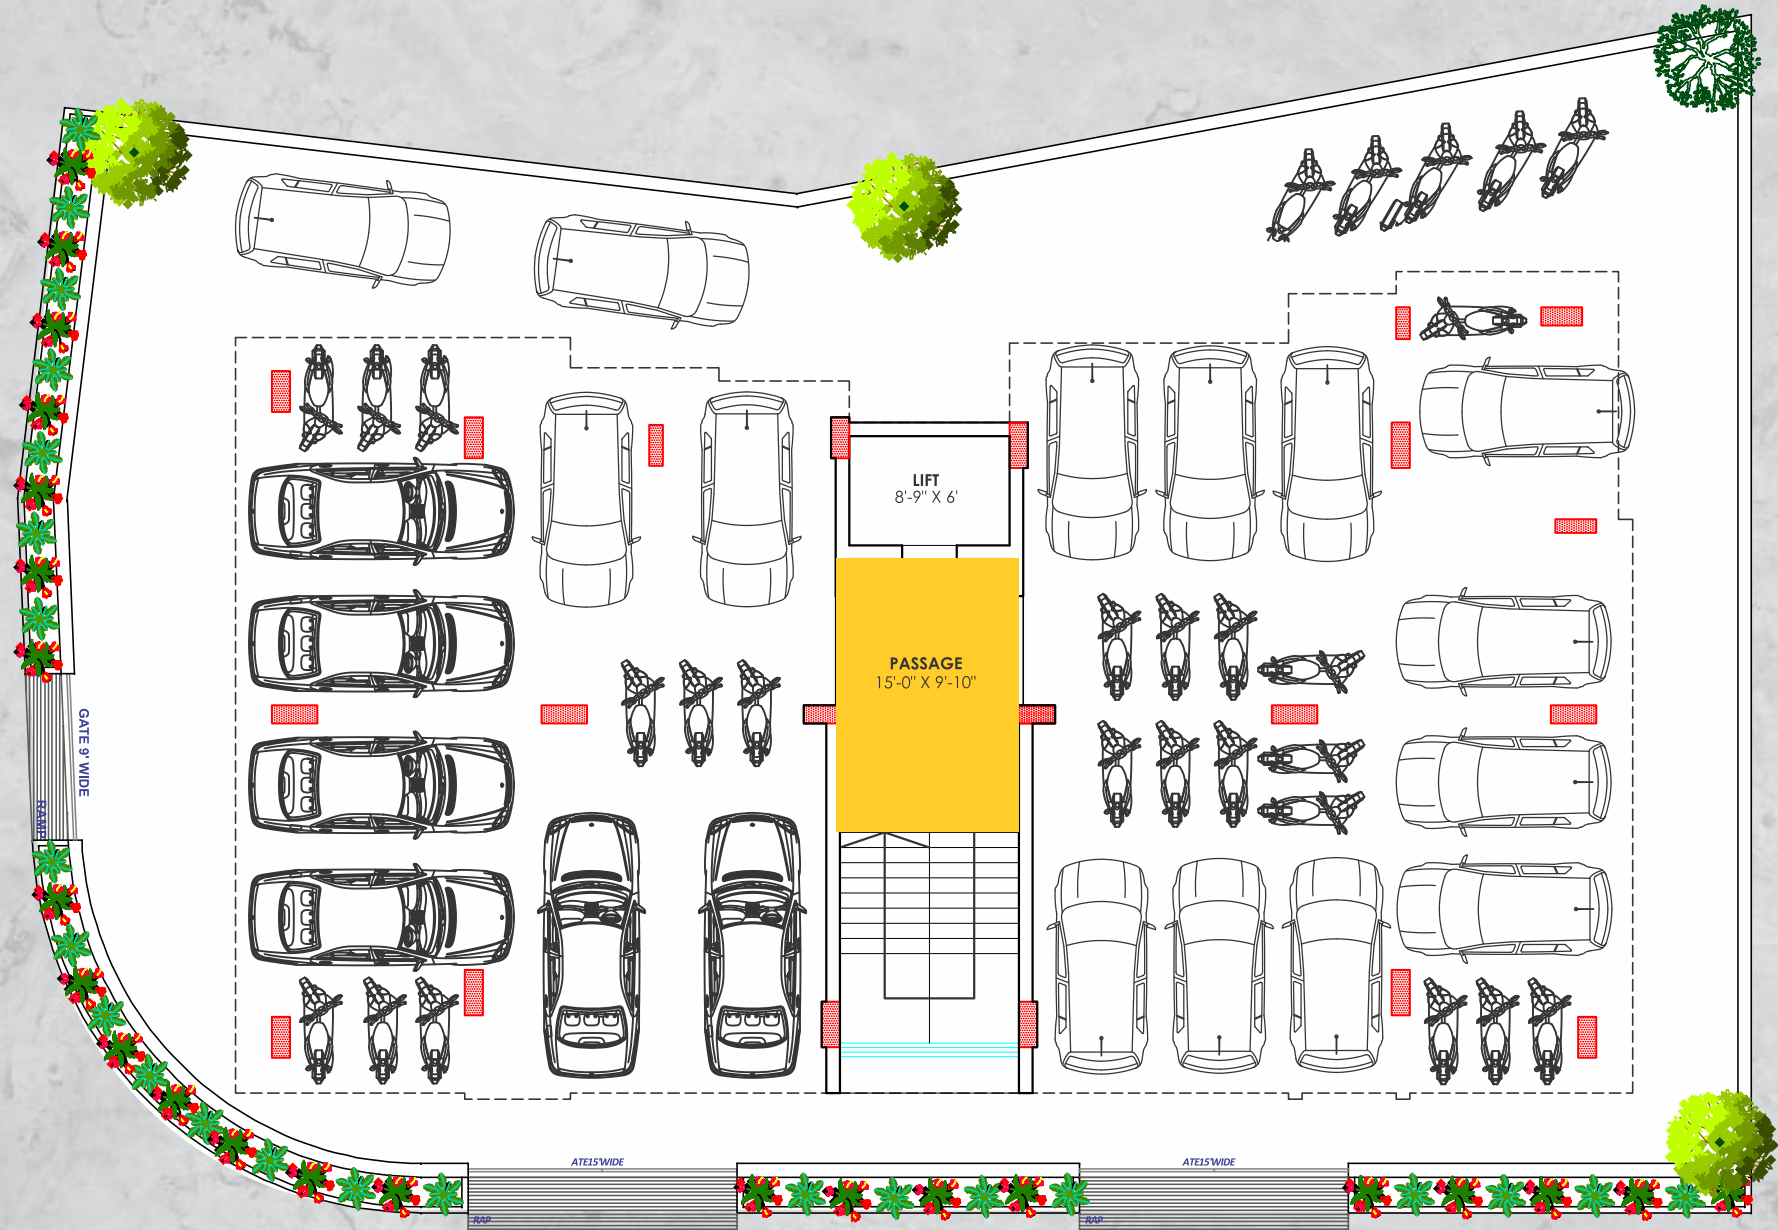 LIFT
8'-9" X 6'
PASSAGE
15'-0" X 9'-10"
GATE 9' WIDE
RAMP
ATE15'WIDE
ATE15'WIDE
RAP
RAP